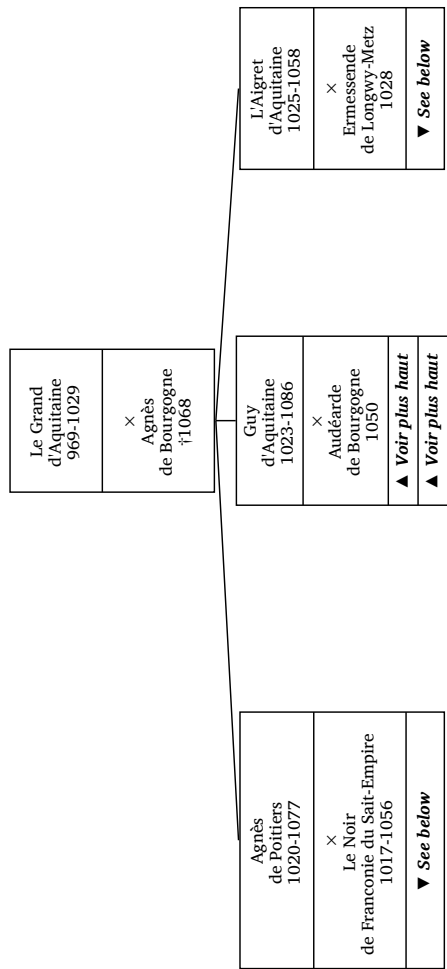 Le Grand
d'Aquitaine
969-1029
×
Agnès
de Bourgogne
†1068
Agnès
de Poitiers
1020-1077
×
Le Noir
de Franconie du Sait-Empire
1017-1056
▼ See below
Guy
d'Aquitaine
1023-1086
×
Audéarde
de Bourgogne
1050
▲ Voir plus haut
▲ Voir plus haut
L'Aigret
d'Aquitaine
1025-1058
×
Ermessende
de Longwy-Metz
1028
▼ See below